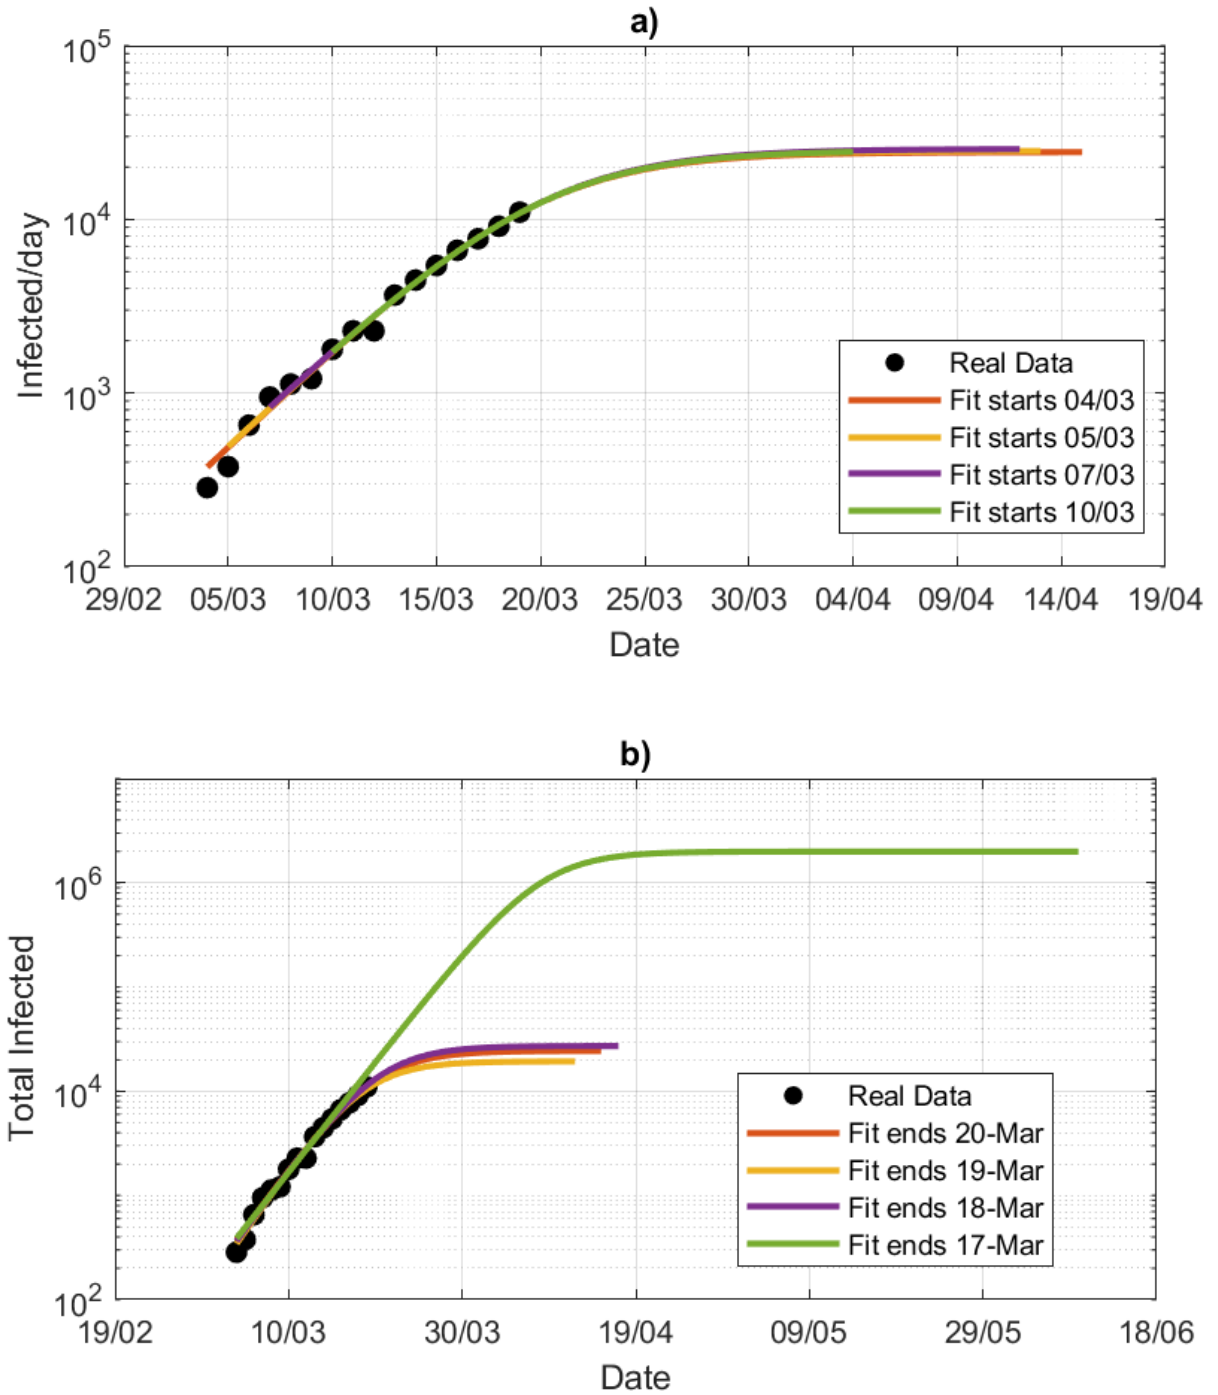 a)
10^5
10^4
10^3
10^2
Infected/day
Real Data
Fit starts 04/03
Fit starts 05/03
Fit starts 07/03
Fit starts 10/03
29/02 05/03 10/03 15/03 20/03 25/03 30/03 04/04 09/04 14/04 19/04
Date
b)
10^6
10^4
10^2
Total Infected
Real Data
Fit ends 20-Mar
Fit ends 19-Mar
Fit ends 18-Mar
Fit ends 17-Mar
19/02 10/03 30/03 19/04 09/05 29/05 18/06
Date